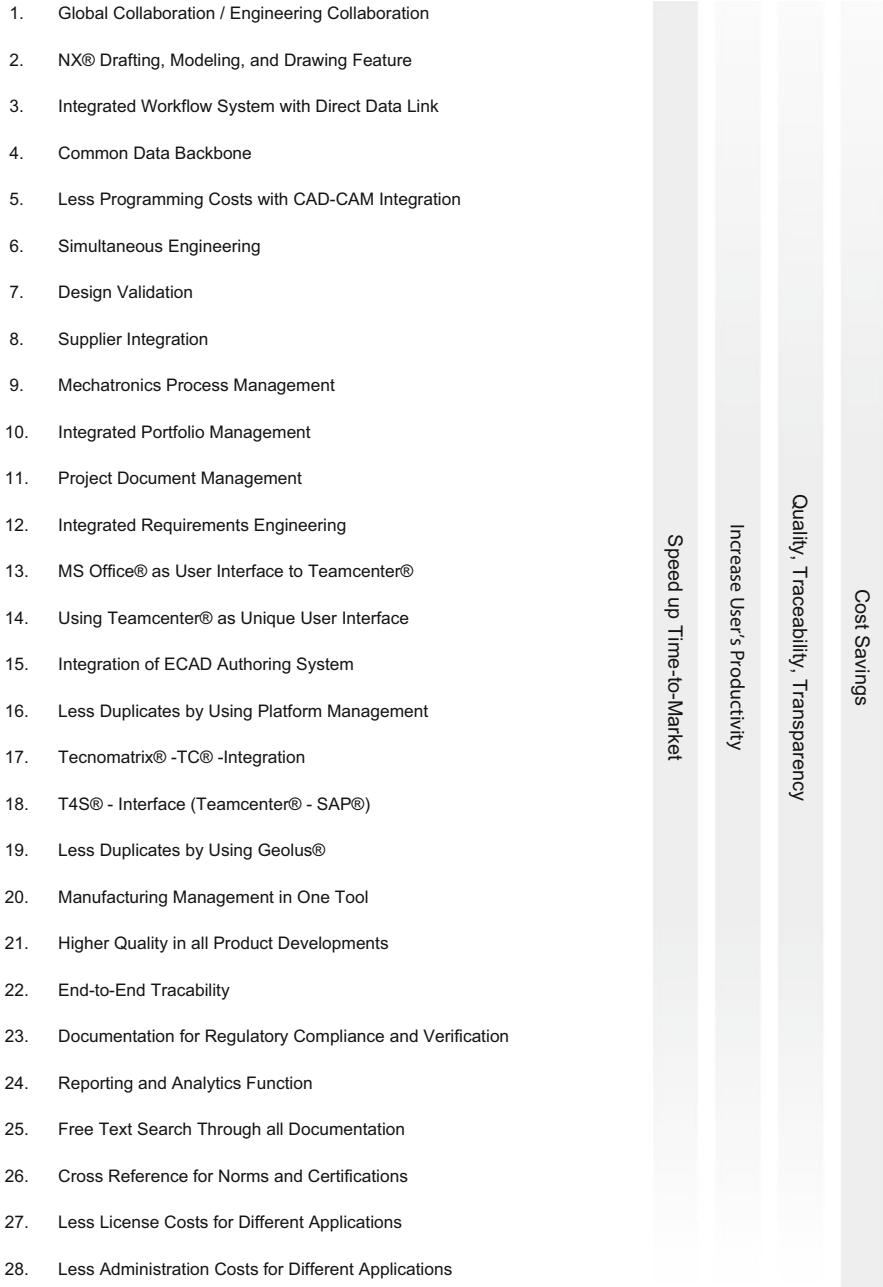 1. Global Collaboration / Engineering Collaboration
2. NX® Drafting, Modeling, and Drawing Feature
3. Integrated Workflow System with Direct Data Link
4. Common Data Backbone
5. Less Programming Costs with CAD-CAM Integration
6. Simultaneous Engineering
7. Design Validation
8. Supplier Integration
9. Mechatronics Process Management
10. Integrated Portfolio Management
11. Project Document Management
12. Integrated Requirements Engineering
13. MS Office® as User Interface to Teamcenter®
14. Using Teamcenter® as Unique User Interface
15. Integration of ECAD Authoring System
16. Less Duplicates by Using Platform Management
17. Tecnomatrix® -TC® -Integration
18. T4S® - Interface (Teamcenter® - SAP®)
19. Less Duplicates by Using Geolus®
20. Manufacturing Management in One Tool
21. Higher Quality in all Product Developments
22. End-to-End Tracability
23. Documentation for Regulatory Compliance and Verification
24. Reporting and Analytics Function
25. Free Text Search Through all Documentation
26. Cross Reference for Norms and Certifications
27. Less License Costs for Different Applications
28. Less Administration Costs for Different Applications
Speed up Time-to-Market
Increase User's Productivity
Quality, Traceability, Transparency
Cost Savings